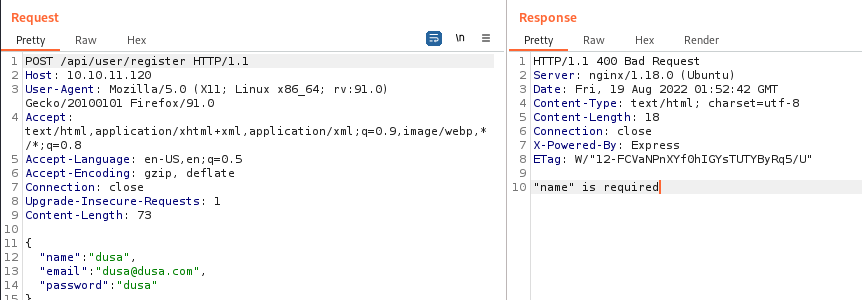 Request
Pretty Raw Hex \n
1 POST /api/user/register HTTP/1.1
2 Host: 10.10.11.120
3 User-Agent: Mozilla/5.0 (X11; Linux x86_64; rv:91.0)
Gecko/20100101 Firefox/91.0
4 Accept:
text/html,application/xhtml+xml,application/xml;q=0.9,image/webp,*
/*;q=0.8
5 Accept-Language: en-US,en;q=0.5
6 Accept-Encoding: gzip, deflate
7 Connection: close
8 Upgrade-Insecure-Requests: 1
9 Content-Length: 73
10
11 {
12 "name":"dusa",
13 "email":"dusa@dusa.com",
14 "password":"dusa"
15 }
Response
Pretty Raw Hex Render
1 HTTP/1.1 400 Bad Request
2 Server: nginx/1.18.0 (Ubuntu)
3 Date: Fri, 19 Aug 2022 01:52:42 GMT
4 Content-Type: text/html; charset=utf-8
5 Content-Length: 18
6 Connection: close
7 X-Powered-By: Express
8 ETag: W/"12-FCVaNPnXYf0hIGYsTUTYByRq5/U"
9
10 "name" is required